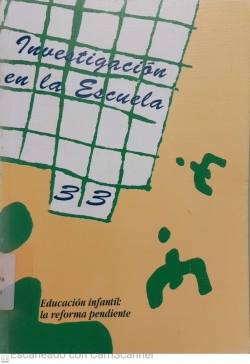 Investigación
en la Escuela
33
Educación infantil:
la reforma pendiente
Escaneado con CamScanner